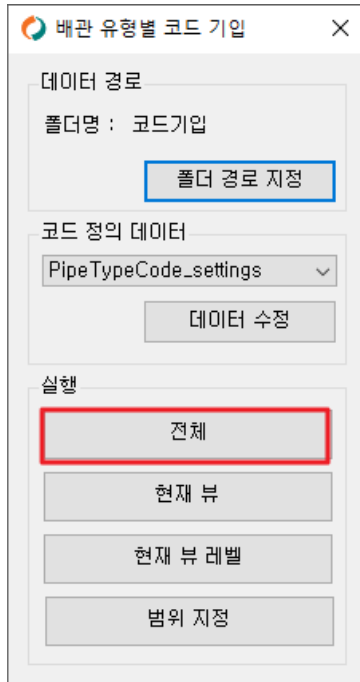 배관 유형별 코드 기입
데이터 경로
폴더명 : 코드기입
폴더 경로 지정
코드 정의 데이터
PipeTypeCode_settings
데이터 수정
실행
전체
현재 뷰
현재 뷰 레벨
범위 지정